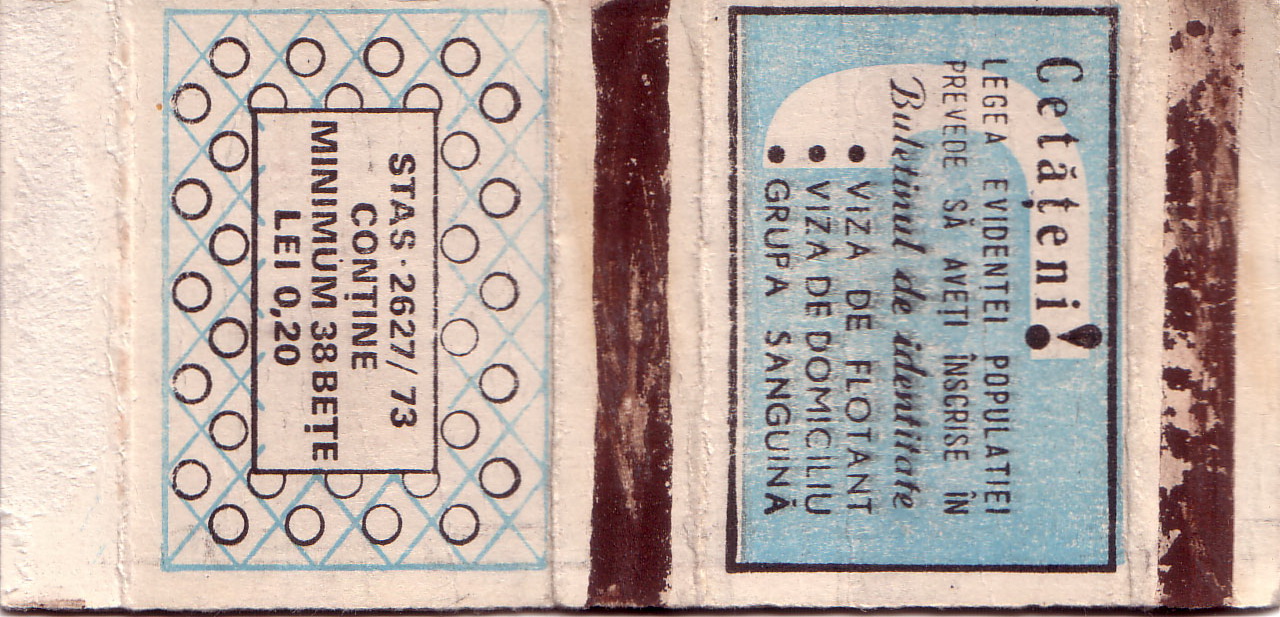 STAS·2627/73
CONȚINE
MINIMUM 38 BEȚE
LEI 0,20
Cetățeni!
LEGEA EVIDENȚEI POPULAȚIEI
PREVEDE SĂ AVEȚI ÎNSCRISE ÎN
Buletinul de identitate
• VIZA DE FLOTANT
• VIZA DE DOMICILIU
• GRUPA SANGUINĂ